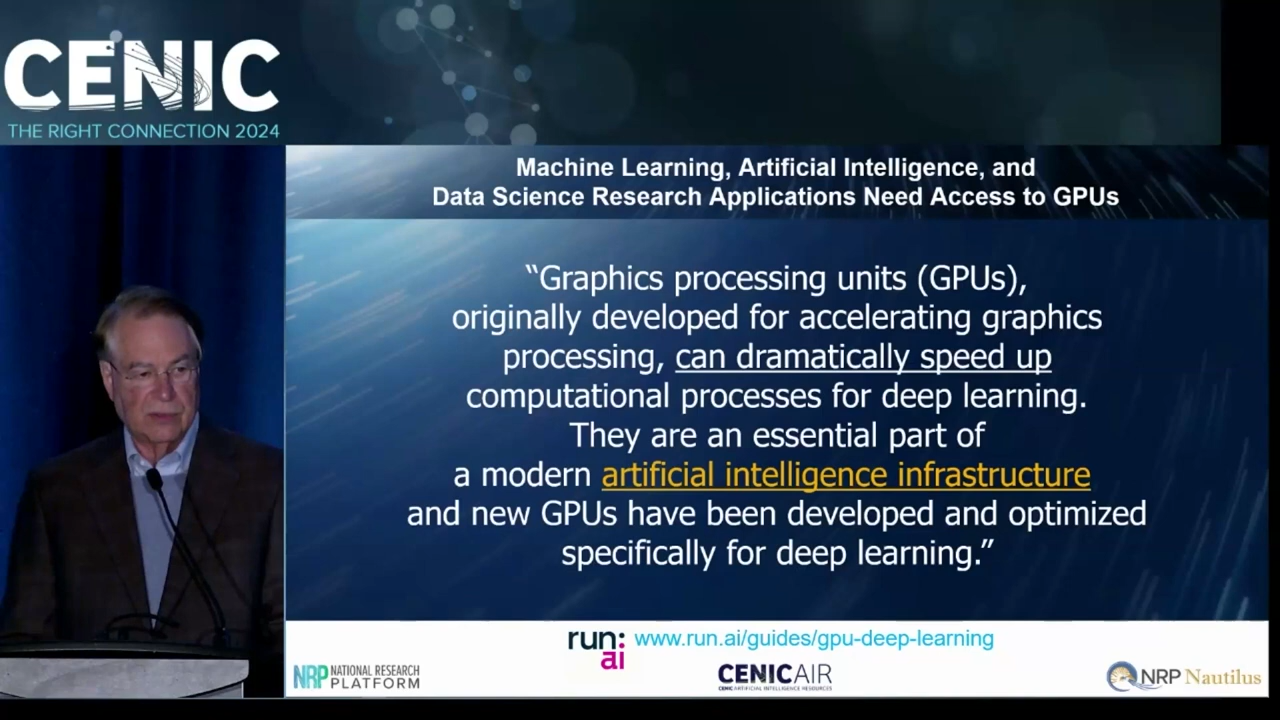 CENIC
THE RIGHT CONNECTION 2024
Machine Learning, Artificial Intelligence, and
Data Science Research Applications Need Access to GPUs
“Graphics processing units (GPUs),
originally developed for accelerating graphics
processing, can dramatically speed up
computational processes for deep learning.
They are an essential part of
a modern artificial intelligence infrastructure
and new GPUs have been developed and optimized
specifically for deep learning.”
run:
ai
www.run.ai/guides/gpu-deep-learning
NRP NATIONAL RESEARCH
PLATFORM
CENIC AIR
CENIC ARTIFICIAL INTELLIGENCE RESOURCES
NRP Nautilus